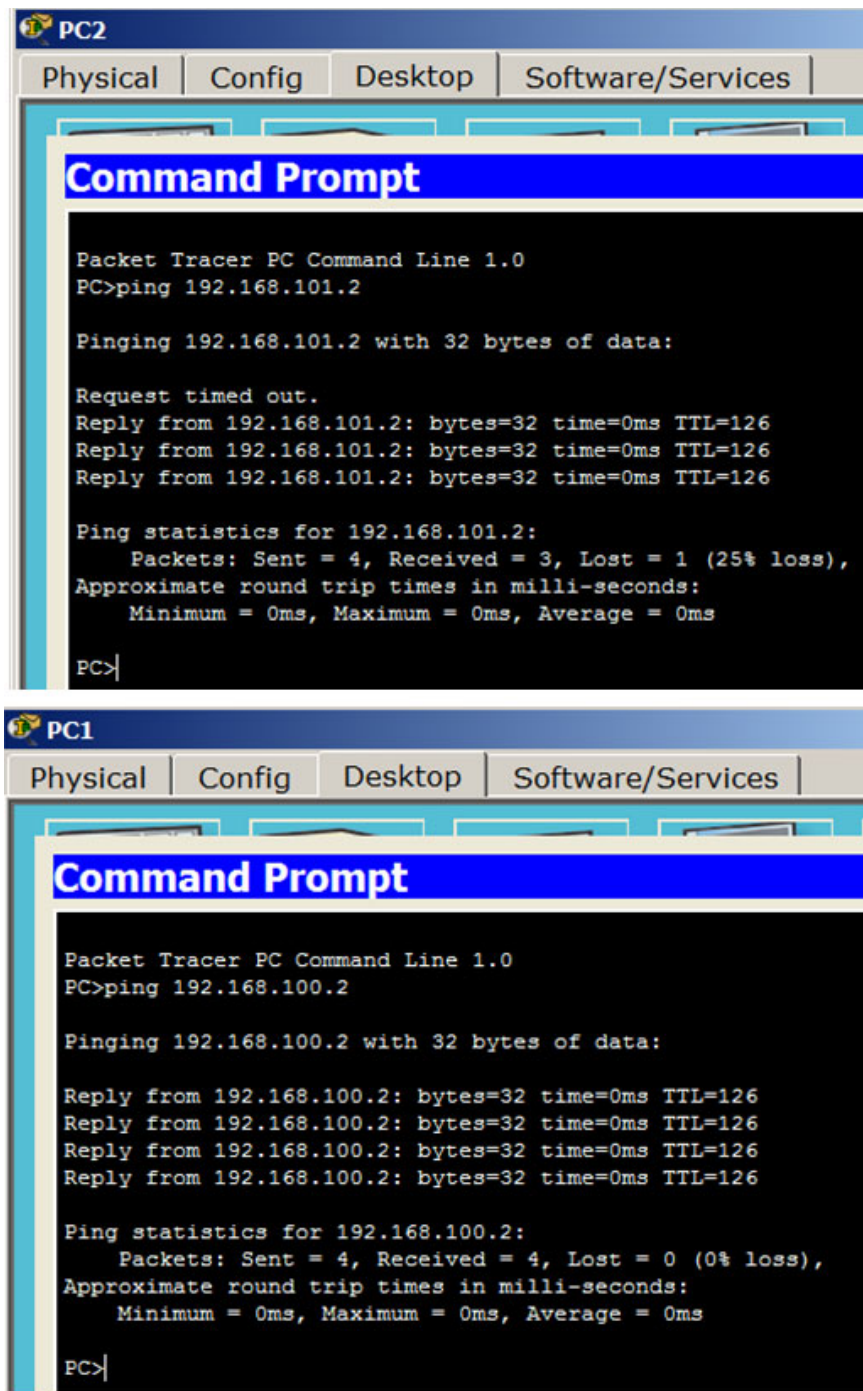 PC2
Physical Config Desktop Software/Services
Command Prompt
Packet Tracer PC Command Line 1.0
PC>ping 192.168.101.2
Pinging 192.168.101.2 with 32 bytes of data:
Request timed out.
Reply from 192.168.101.2: bytes=32 time=0ms TTL=126
Reply from 192.168.101.2: bytes=32 time=0ms TTL=126
Reply from 192.168.101.2: bytes=32 time=0ms TTL=126
Ping statistics for 192.168.101.2:
Packets: Sent = 4, Received = 3, Lost = 1 (25% loss),
Approximate round trip times in milli-seconds:
Minimum = 0ms, Maximum = 0ms, Average = 0ms
PC>
PC1
Physical Config Desktop Software/Services
Command Prompt
Packet Tracer PC Command Line 1.0
PC>ping 192.168.100.2
Pinging 192.168.100.2 with 32 bytes of data:
Reply from 192.168.100.2: bytes=32 time=0ms TTL=126
Reply from 192.168.100.2: bytes=32 time=0ms TTL=126
Reply from 192.168.100.2: bytes=32 time=0ms TTL=126
Reply from 192.168.100.2: bytes=32 time=0ms TTL=126
Ping statistics for 192.168.100.2:
Packets: Sent = 4, Received = 4, Lost = 0 (0% loss),
Approximate round trip times in milli-seconds:
Minimum = 0ms, Maximum = 0ms, Average = 0ms
PC>